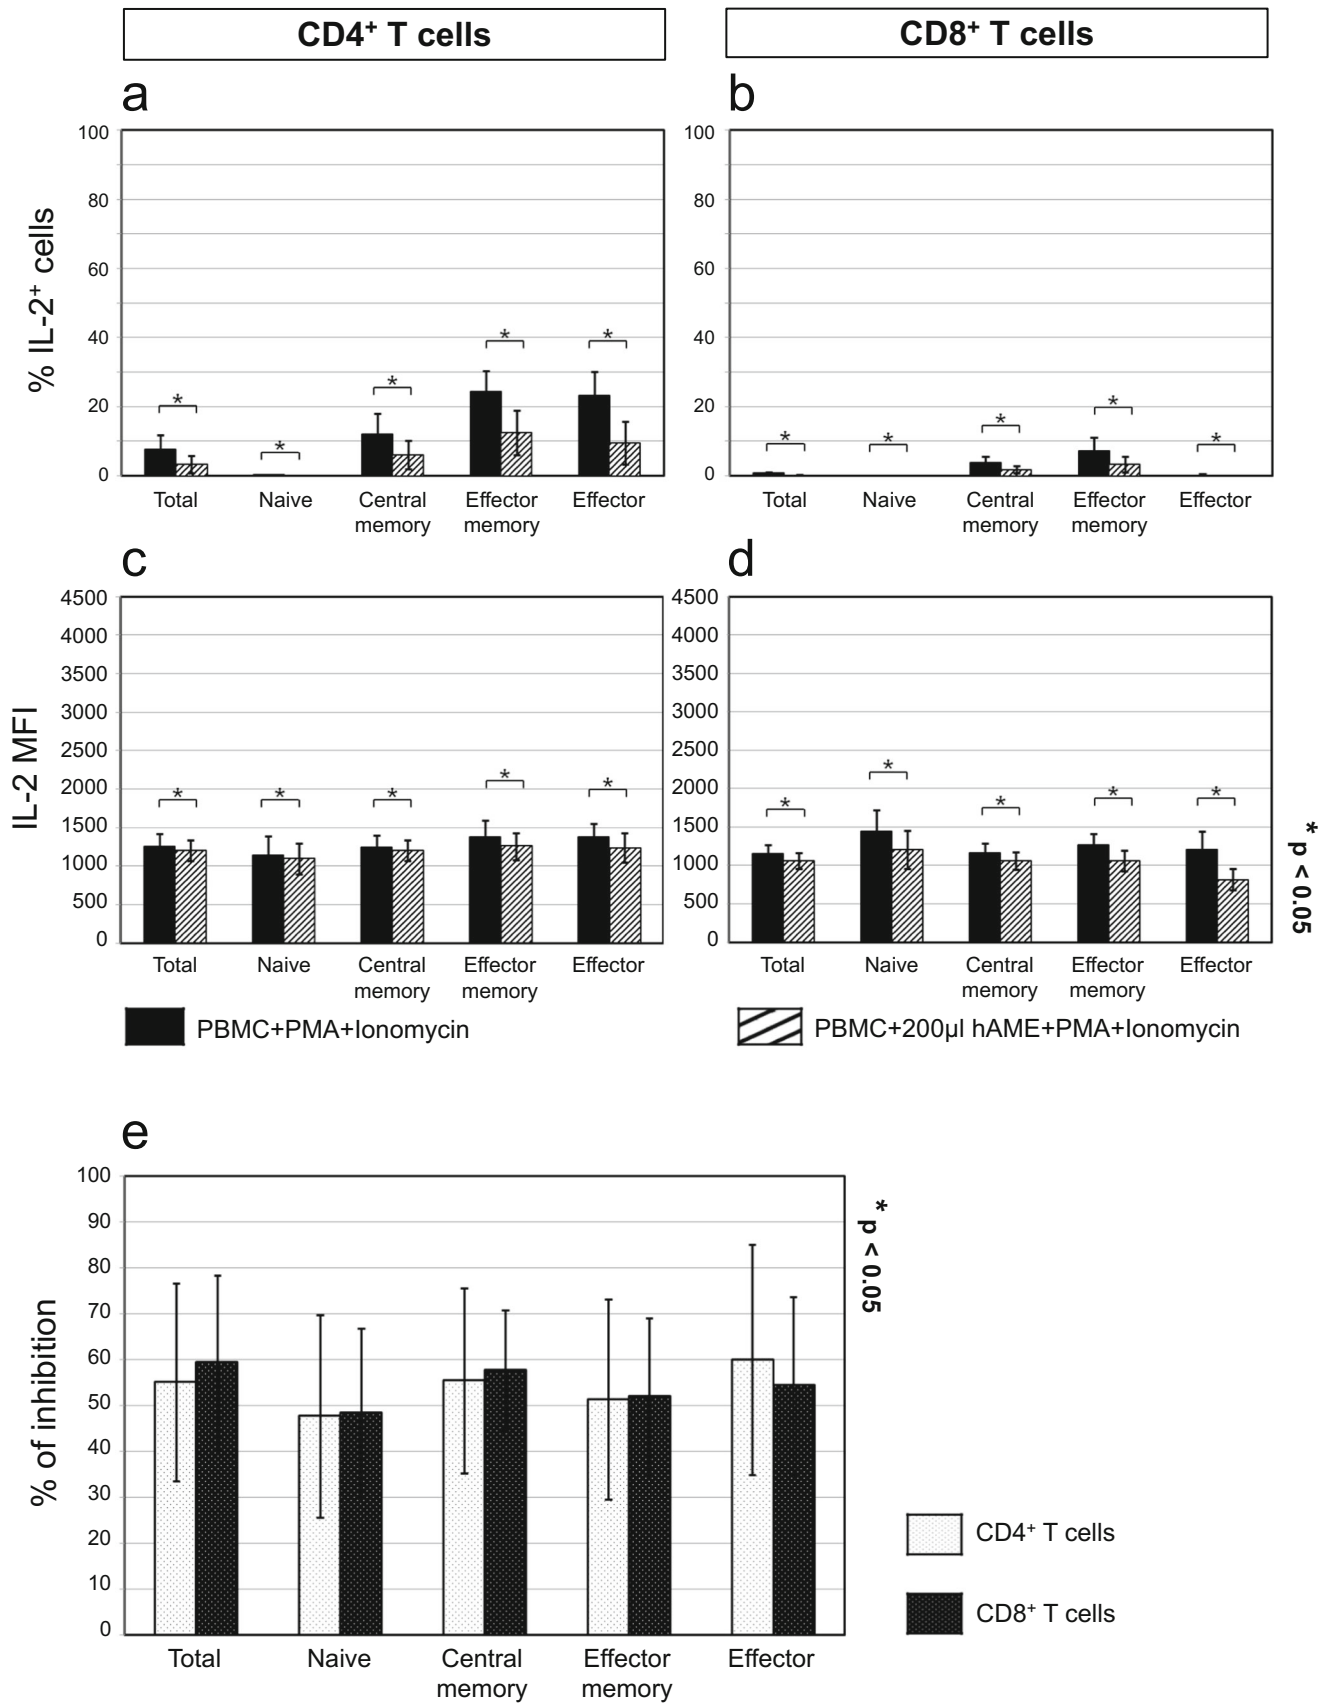 CD4⁺ T cells
CD8⁺ T cells
a
b
% IL-2⁺ cells
100
80
60
40
20
0
* * * * *
Total Naive Central Effector Effector
memory memory
100
80
60
40
20
0
* * * * *
Total Naive Central Effector Effector
memory memory
c
d
IL-2 MFI
4500
4000
3500
3000
2500
2000
1500
1000
500
0
* * * * *
Total Naive Central Effector Effector
memory memory
4500
4000
3500
3000
2500
2000
1500
1000
500
0
* * * * *
Total Naive Central Effector Effector
memory memory
* p < 0.05
PBMC+PMA+Ionomycin
PBMC+200µl hAME+PMA+Ionomycin
e
% of inhibition
100
90
80
70
60
50
40
30
20
10
0
Total Naive Central Effector Effector
memory memory
* p < 0.05
CD4⁺ T cells
CD8⁺ T cells